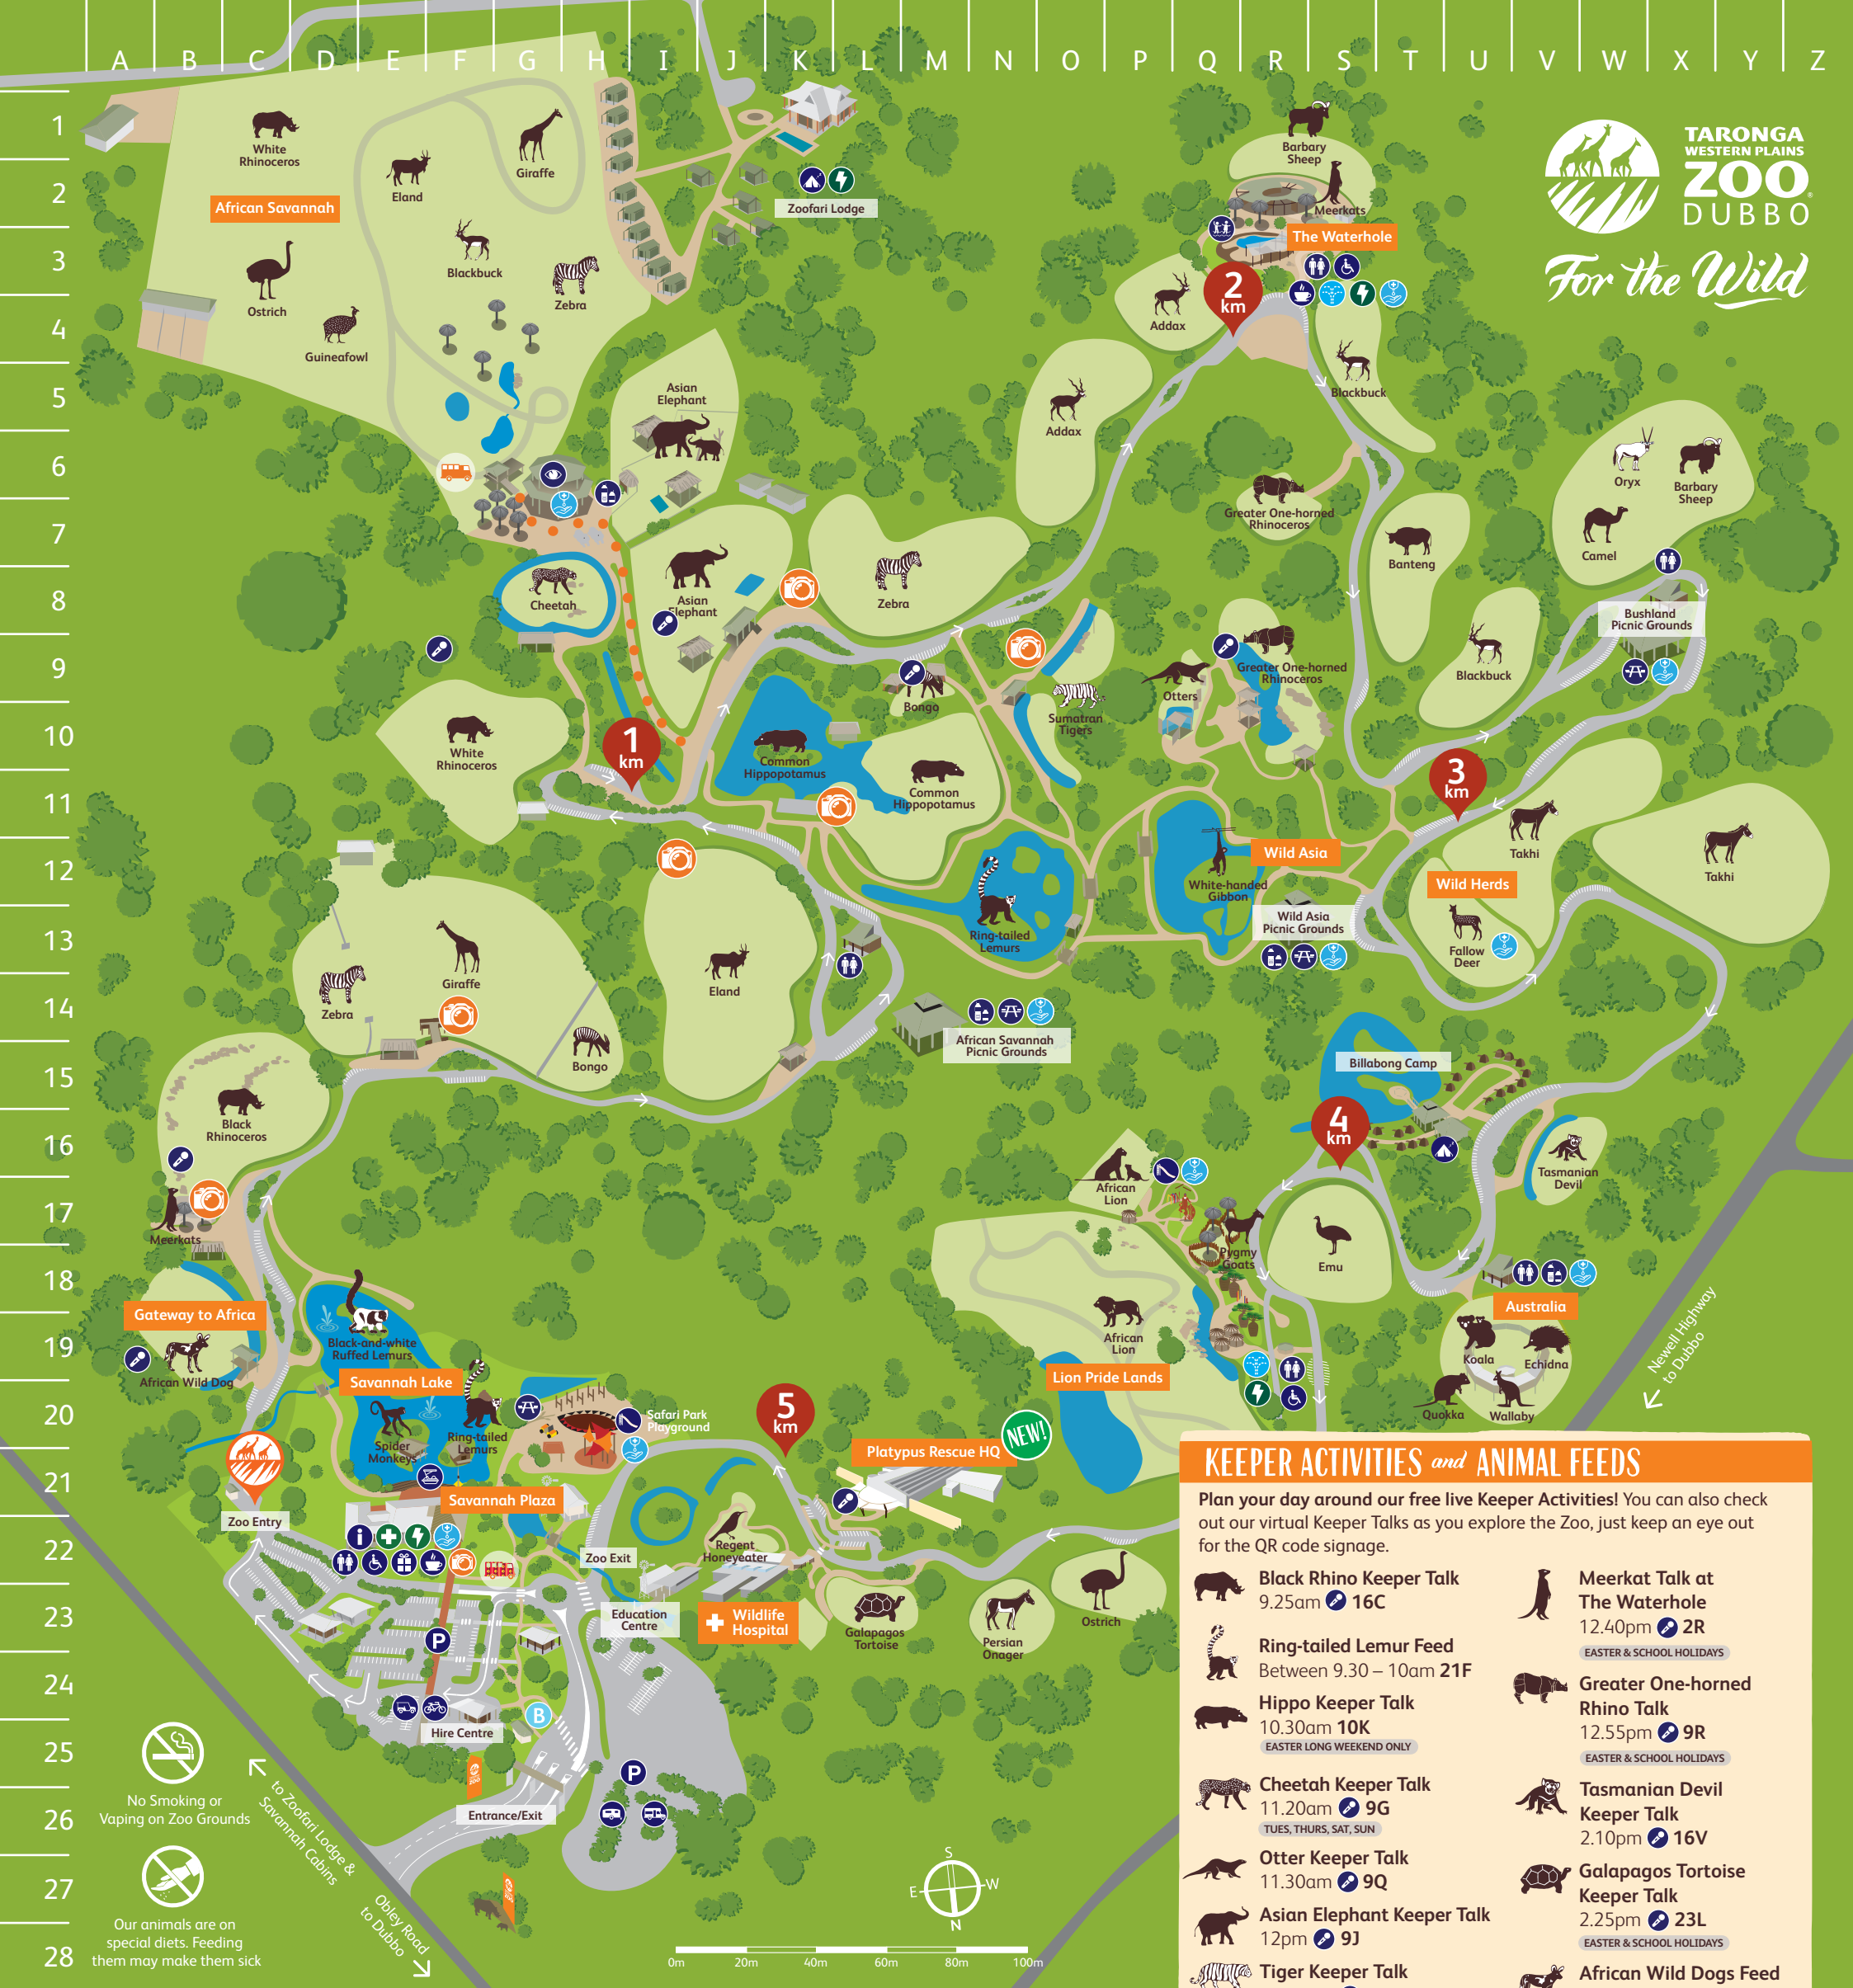 A B C D E F G H I J K L M N O P Q R S T U V W X Y Z
1
2
3
4
5
6
7
8
9
10
11
12
13
14
15
16
17
18
19
20
21
22
23
24
25
26
27
28
TARONGA
WESTERN PLAINS
ZOO
DUBBO
For the Wild
White
Rhinoceros
Eland
Giraffe
African Savannah
Blackbuck
Ostrich
Zebra
Guineafowl
Zoofari Lodge
Barbary
Sheep
Meerkats
The Waterhole
2
km
Addax
Blackbuck
Addax
Asian
Elephant
Oryx
Barbary
Sheep
Camel
Greater One-horned
Rhinoceros
Banteng
Cheetah
Asian
Elephant
Zebra
Bushland
Picnic Grounds
Blackbuck
Greater One-horned
Rhinoceros
Otters
Bongo
Sumatran
Tigers
White
Rhinoceros
1
km
Common
Hippopotamus
Common
Hippopotamus
3
km
Takhi
Takhi
Wild Asia
White-handed
Gibbon
Wild Herds
Wild Asia
Picnic Grounds
Fallow
Deer
Ring-tailed
Lemurs
Giraffe
Zebra
Eland
Bongo
African Savannah
Picnic Grounds
Billabong Camp
Black
Rhinoceros
4
km
Tasmanian
Devil
African
Lion
Meerkats
Pygmy
Goats
Emu
Gateway to Africa
African Wild Dog
Black-and-white
Ruffed Lemurs
Savannah Lake
African
Lion
Lion Pride Lands
Australia
Koala
Echidna
Quokka
Wallaby
Newell Highway
to Dubbo
Spider
Monkeys
Ring-tailed
Lemurs
Safari Park
Playground
5
km
Platypus Rescue HQ
NEW!
Savannah Plaza
Zoo Entry
i
Zoo Exit
Regent
Honeyeater
Education
Centre
Wildlife
Hospital
Galapagos
Tortoise
Persian
Onager
Ostrich
P
Hire Centre
B
P
Entrance/Exit
No Smoking or
Vaping on Zoo Grounds
Our animals are on
special diets. Feeding
them may make them sick
to Zoofari Lodge &
Savannah Cabins
Obley Road
to Dubbo
S
E
W
N
0m 20m 40m 60m 80m 100m
KEEPER ACTIVITIES and ANIMAL FEEDS
Plan your day around our free live Keeper Activities! You can also check
out our virtual Keeper Talks as you explore the Zoo, just keep an eye out
for the QR code signage.
Black Rhino Keeper Talk
9.25am 16C
Ring-tailed Lemur Feed
Between 9.30 – 10am 21F
Hippo Keeper Talk
10.30am 10K
EASTER LONG WEEKEND ONLY
Cheetah Keeper Talk
11.20am 9G
TUES, THURS, SAT, SUN
Otter Keeper Talk
11.30am 9Q
Asian Elephant Keeper Talk
12pm 9J
Tiger Keeper Talk
Meerkat Talk at
The Waterhole
12.40pm 2R
EASTER & SCHOOL HOLIDAYS
Greater One-horned
Rhino Talk
12.55pm 9R
EASTER & SCHOOL HOLIDAYS
Tasmanian Devil
Keeper Talk
2.10pm 16V
Galapagos Tortoise
Keeper Talk
2.25pm 23L
EASTER & SCHOOL HOLIDAYS
African Wild Dogs Feed